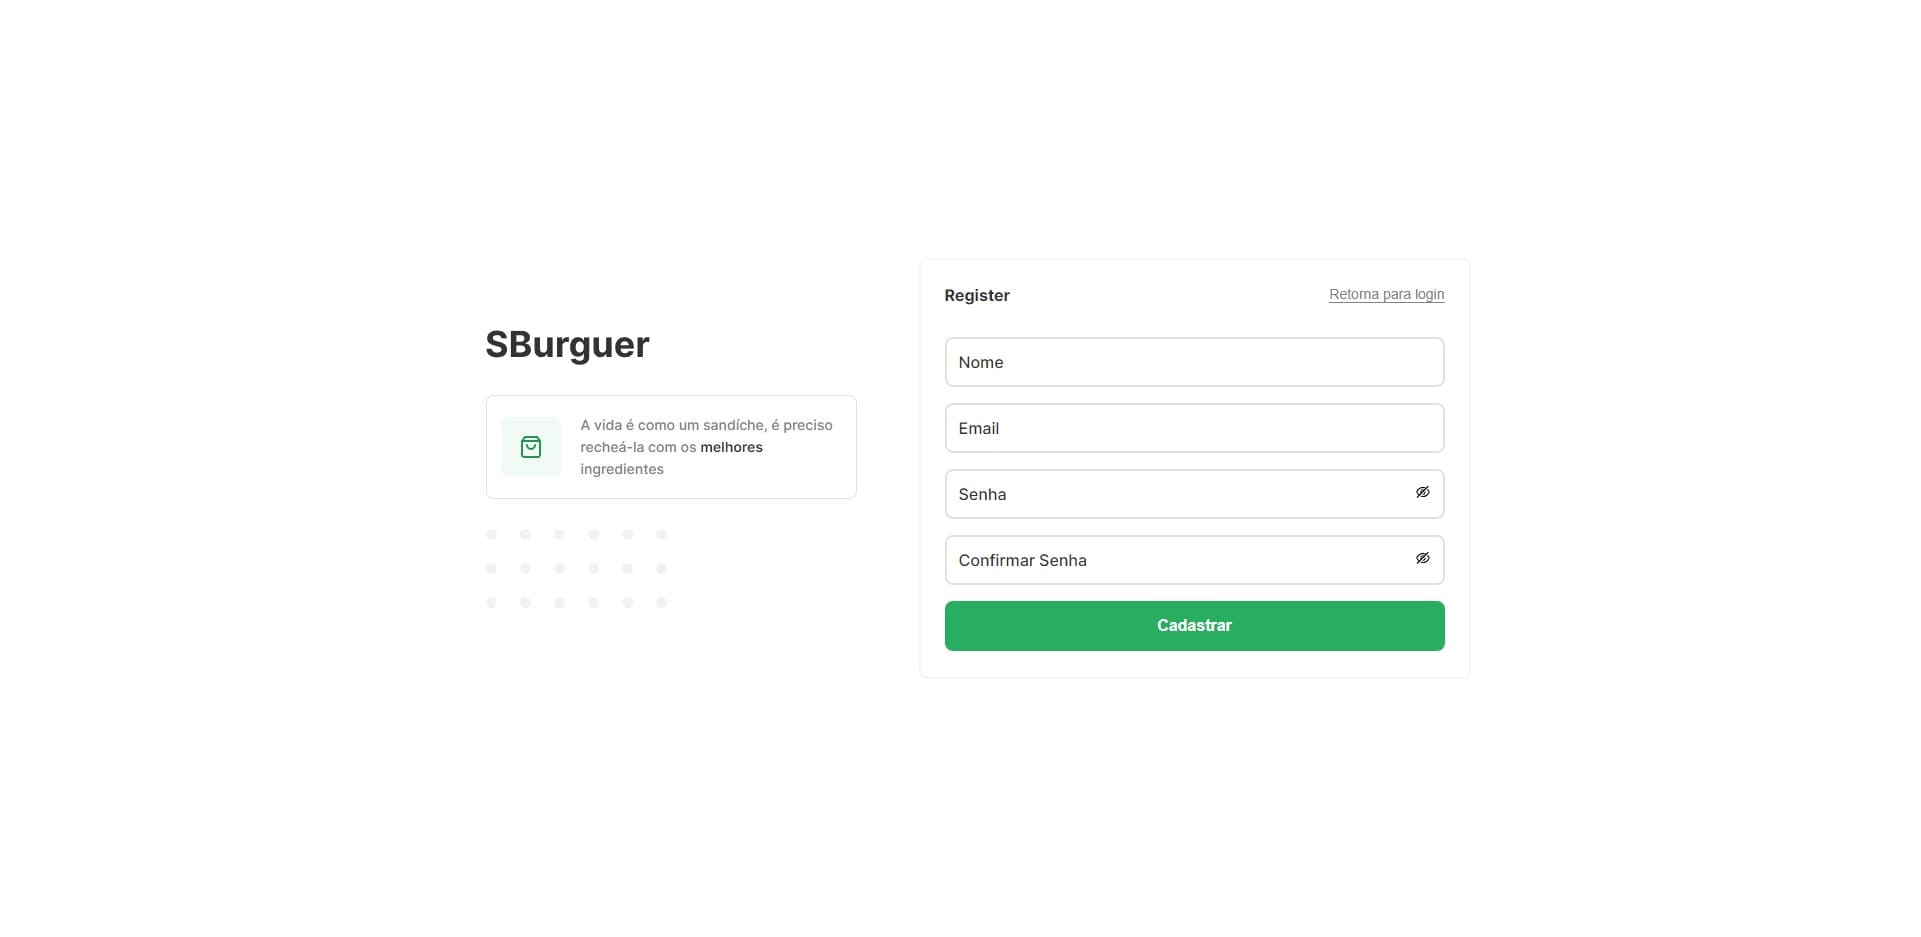 SBurguer
A vida é como um sandíche, é preciso
recheá-la com os melhores
ingredientes
Register
Retorna para login
Nome
Email
Senha
Confirmar Senha
Cadastrar